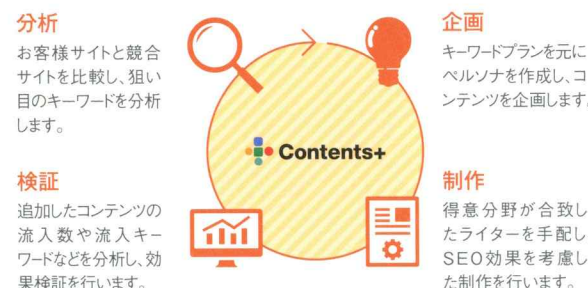 分析
お客様サイトと競合
サイトを比較し、狙い
目のキーワードを分析
します。
企画
キーワードプランを元に
ペルソナを作成し、コ
ンテンツを企画します。
Contents+
検証
追加したコンテンツの
流入数や流入キー
ワードなどを分析し、効
果検証を行います。
制作
得意分野が合致し
たライターを手配し
SEO効果を考慮し
た制作を行います。